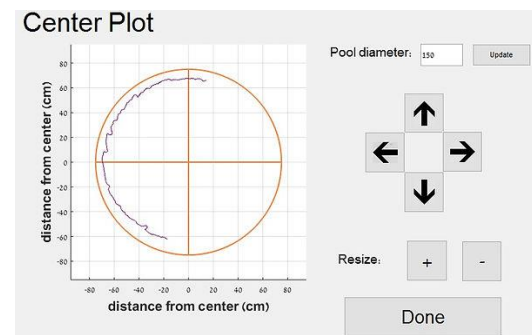 Center Plot
Pool diameter: 150 Update
distance from center (cm)
80
60
40
20
0
-20
-40
-60
-80
-80 -60 -40 -20 0 20 40 60 80
distance from center (cm)
Resize: + -
Done